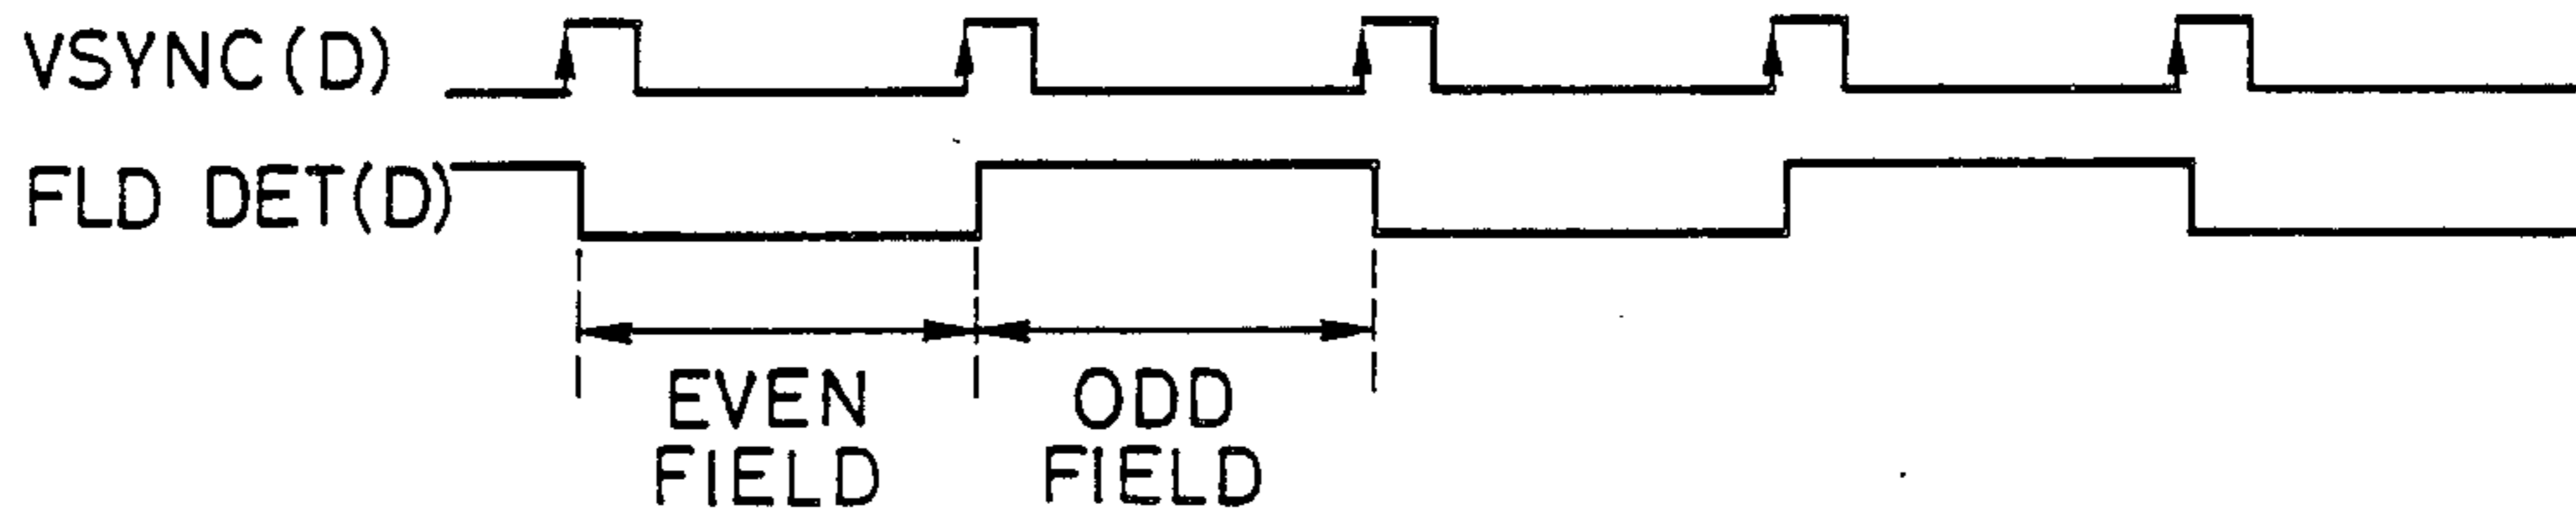 VSYNC(D)
FLD DET(D)
EVEN
FIELD
ODD
FIELD